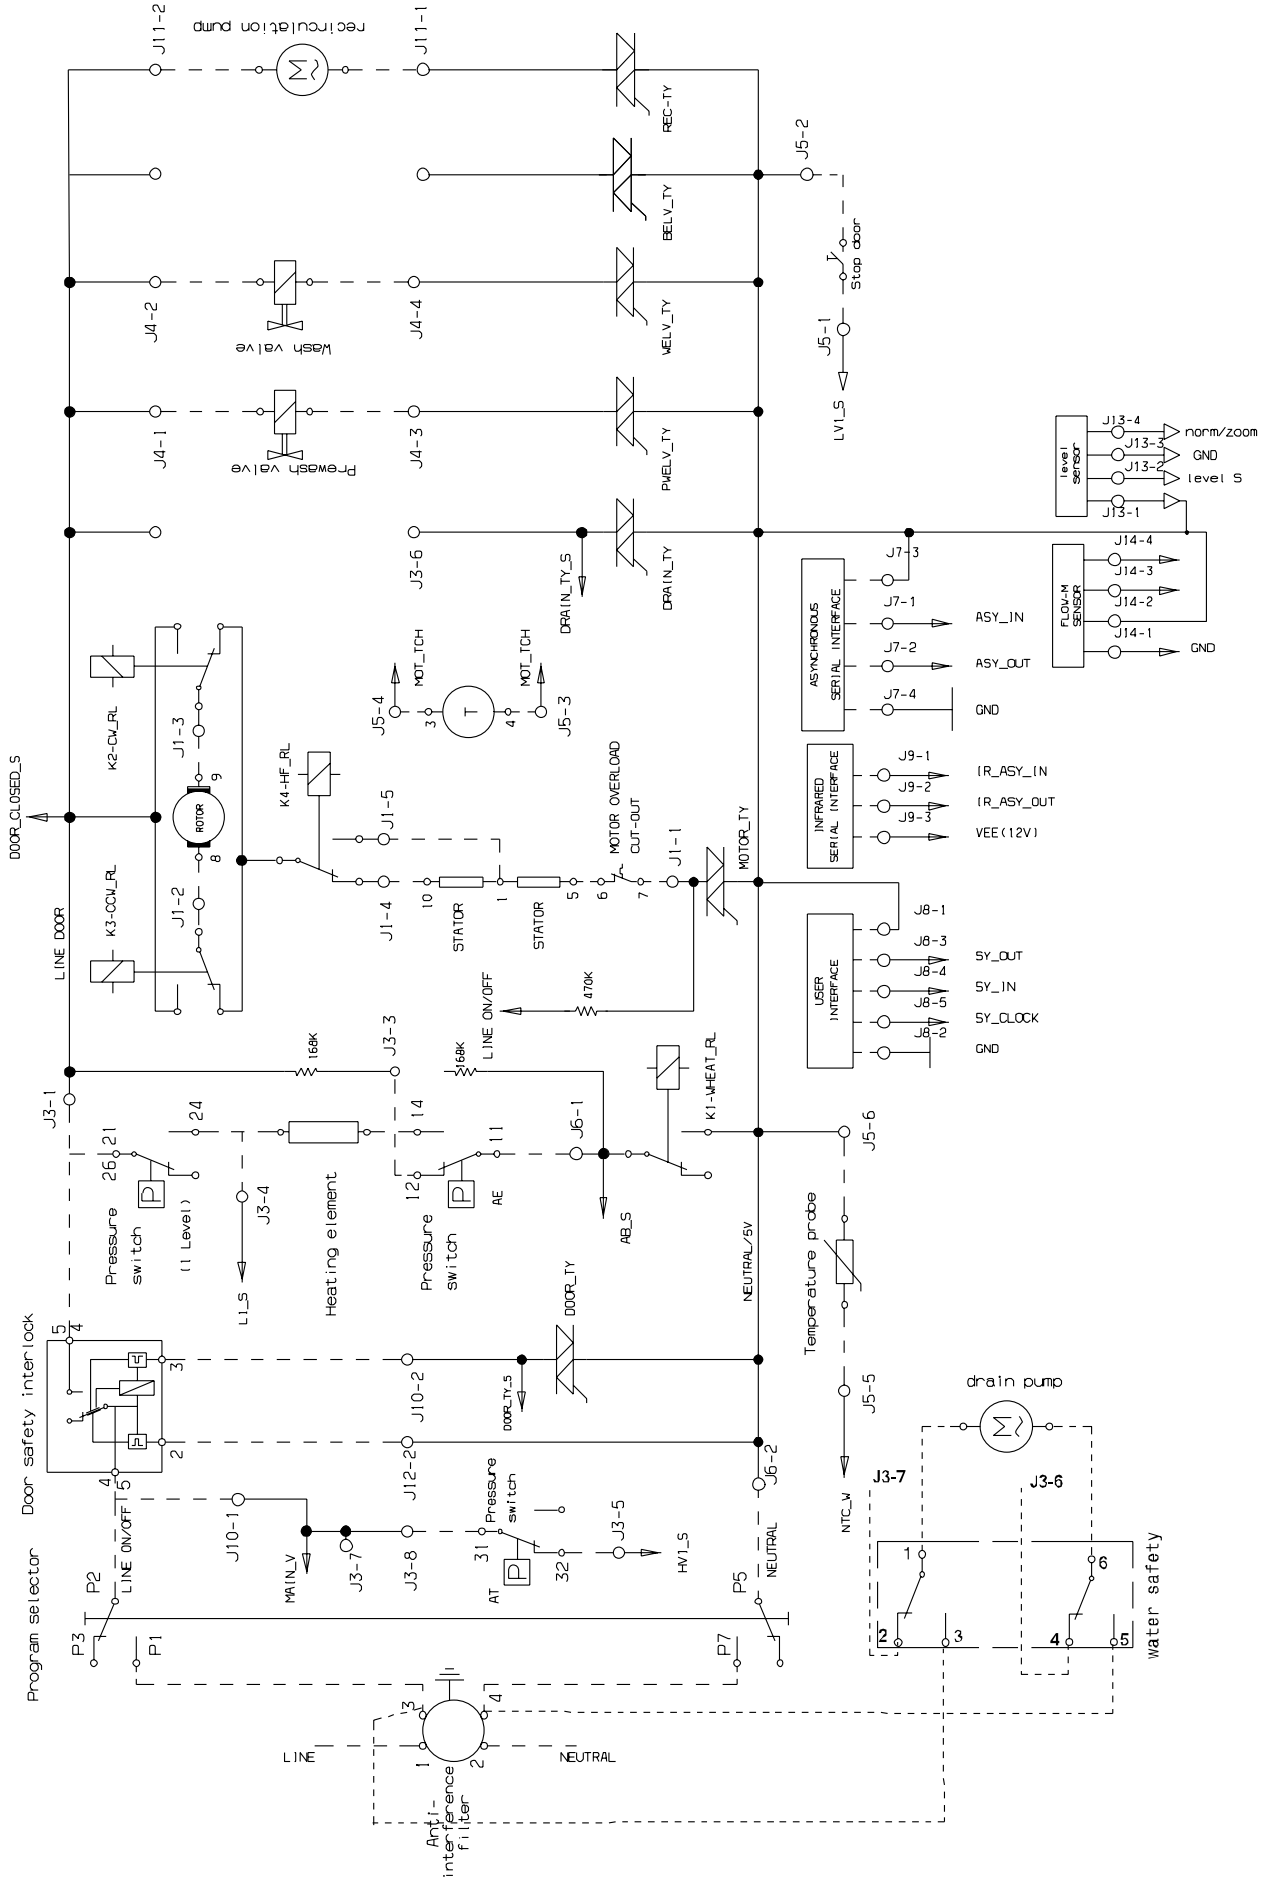 J11-2
recirculation pump
J11-1
REC-TY
BELV_TY
J5-2
Stop door
J5-1
LV1_S
J4-2
Wash valve
J4-4
WELV_TY
J4-1
Prewash valve
J4-3
PWELV_TY
J3-6
DRAIN_TY_S
DRAIN_TY
level
sensor
J13-4
norm/zoom
J13-3
GND
J13-2
level S
J13-1
FLOW-M
SENSOR
J14-4
J14-3
J14-2
J14-1
GND
ASYNCHRONOUS
SERIAL INTERFACE
J7-3
J7-1
ASY_IN
J7-2
ASY_OUT
J7-4
GND
INFRARED
SERIAL INTERFACE
J9-1
IR_ASY_IN
J9-2
IR_ASY_OUT
J9-3
VEE(12V)
USER
INTERFACE
J8-1
J8-3
SY_OUT
J8-4
SY_IN
J8-5
SY_CLOCK
J8-2
GND
DOOR_CLOSED_S
LINE DOOR
K2-CW_RL
K3-CCW_RL
J1-3
9
ROTOR
8
J1-2
K4-HF_RL
J5-4
MOT_TCH
3
T
4
MOT_TCH
J5-3
J1-5
J1-4
10
STATOR
1
STATOR
5
6
MOTOR OVERLOAD
CUT-OUT
7
J1-1
MOTOR_TY
LINE ON/OFF
470K
J3-1
168K
J3-3
168K
26
21
24
Pressure
switch
(1 Level)
J3-4
L1_S
Heating element
14
12
11
AE
Pressure
switch
J6-1
AB_S
K1-WHEAT_RL
NEUTRAL/5V
J5-6
Temperature probe
J5-5
NTC_W
Door safety interlock
5
4
3
2
4
5
J10-2
DOOR_TY_S
DOOR_TY
J12-2
J6-2
J10-1
MAIN_V
J3-7
J3-8
31
Pressure
switch
AT
32
J3-5
HV1_S
NEUTRAL
LINE ON/OFF
Program selector
P3
P2
P1
P7
P5
LINE
NEUTRAL
3
4
1
2
Anti-
interference
filter
drain pump
J3-7
J3-6
1
2
3
4
5
6
Water safety